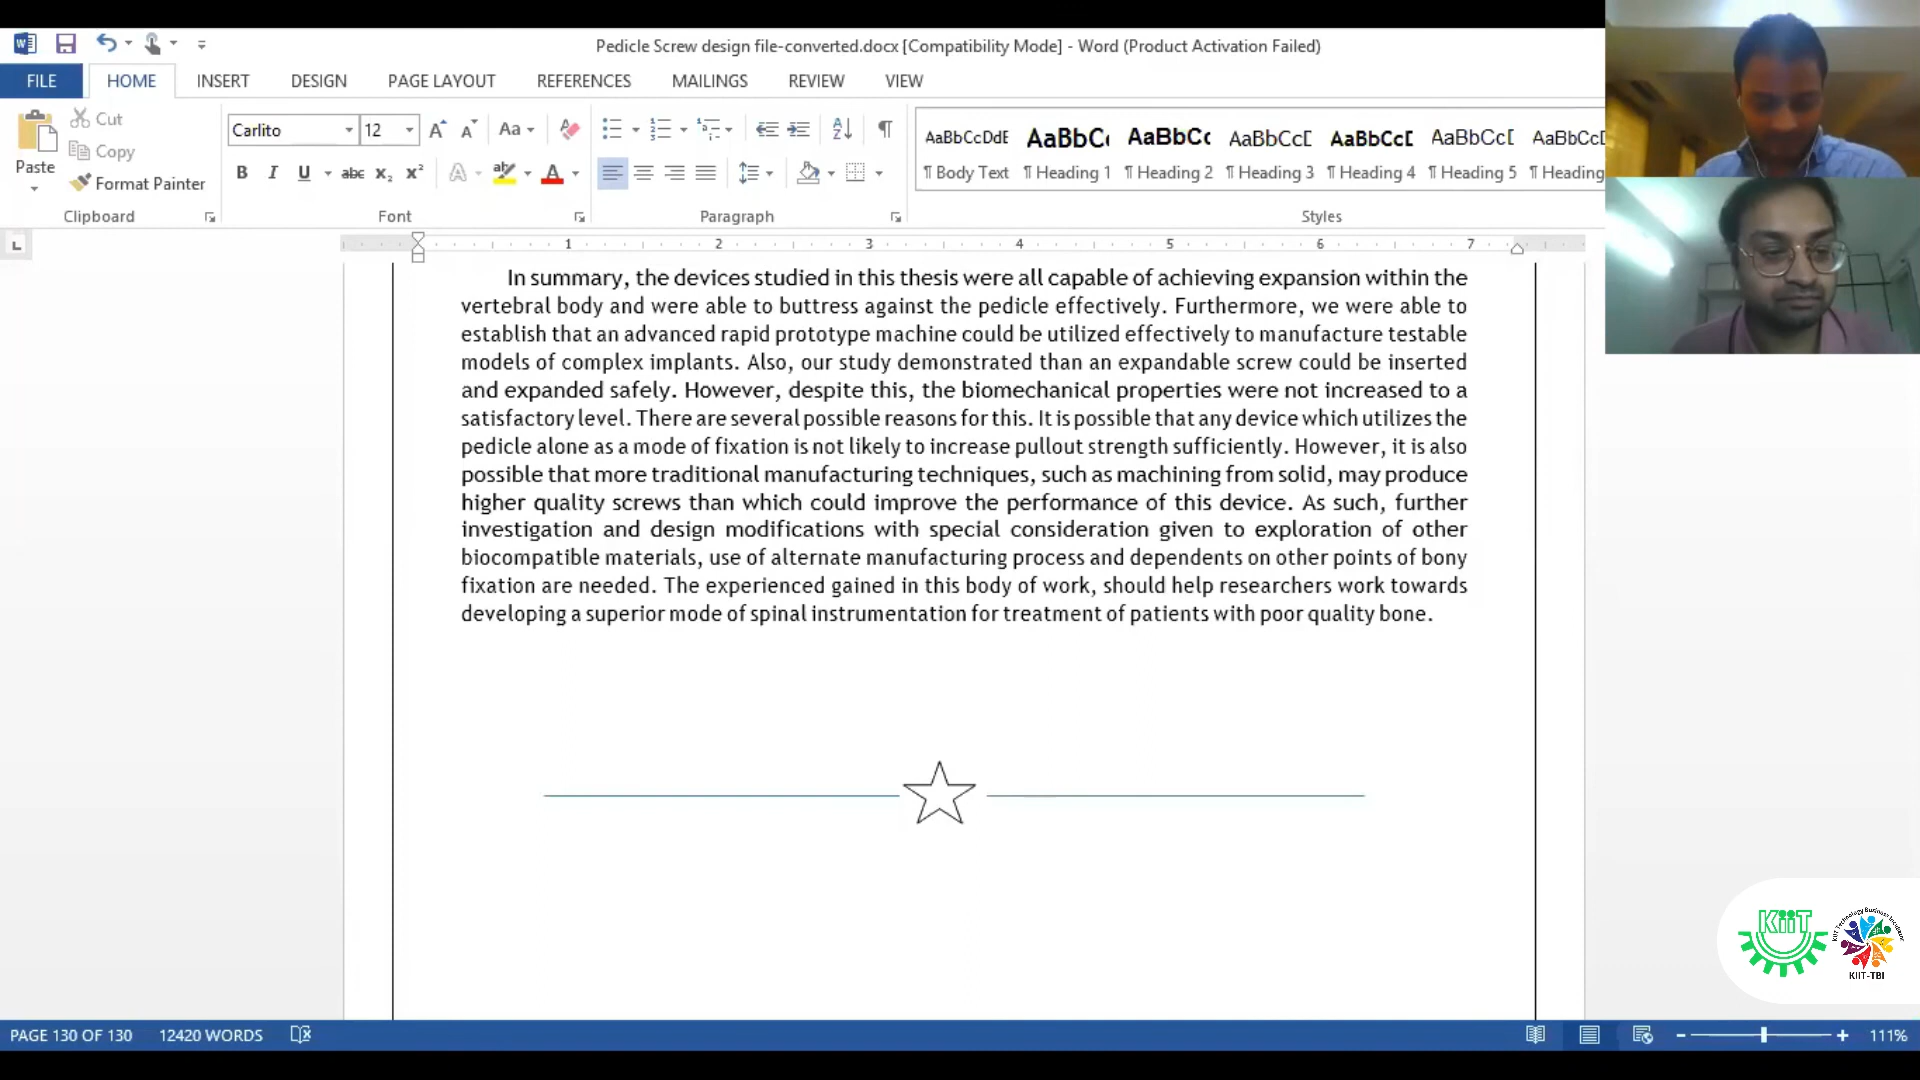 Pedicle Screw design file-converted.docx [Compatibility Mode] - Word (Product Activation Failed)
FILE HOME INSERT DESIGN PAGE LAYOUT REFERENCES MAILINGS REVIEW VIEW
Paste
Cut
Copy
Format Painter
Clipboard
Carlito 12
Font
Paragraph
AaBbCcDdE AaBbC AaBbCc AaBbCcD AaBbCcD AaBbCcD AaBbCcD
¶ Body Text ¶ Heading 1 ¶ Heading 2 ¶ Heading 3 ¶ Heading 4 ¶ Heading 5 ¶ Heading
Styles
1 2 3 4 5 6 7
In summary, the devices studied in this thesis were all capable of achieving expansion within the
vertebral body and were able to buttress against the pedicle effectively. Furthermore, we were able to
establish that an advanced rapid prototype machine could be utilized effectively to manufacture testable
models of complex implants. Also, our study demonstrated than an expandable screw could be inserted
and expanded safely. However, despite this, the biomechanical properties were not increased to a
satisfactory level. There are several possible reasons for this. It is possible that any device which utilizes the
pedicle alone as a mode of fixation is not likely to increase pullout strength sufficiently. However, it is also
possible that more traditional manufacturing techniques, such as machining from solid, may produce
higher quality screws than which could improve the performance of this device. As such, further
investigation and design modifications with special consideration given to exploration of other
biocompatible materials, use of alternate manufacturing process and dependents on other points of bony
fixation are needed. The experienced gained in this body of work, should help researchers work towards
developing a superior mode of spinal instrumentation for treatment of patients with poor quality bone.
KiiT
KIIT Technology Business Incubator
KIIT-TBI
PAGE 130 OF 130 12420 WORDS 111%